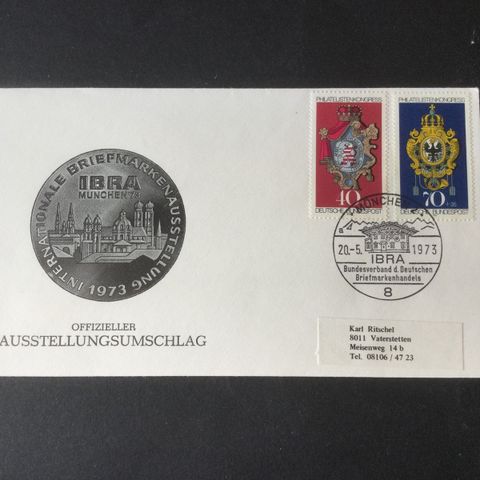 INTERNATIONALE BRIEFMARKENAUSSTELLUNG
IBRA
MÜNCHEN 73
1973
OFFIZIELLER
AUSSTELLUNGSUMSCHLAG
PHILATELISTENKONGRESS
40
DEUTSCHE BUNDESPOST
PHILATELISTENKONGRESS
70
DEUTSCHE BUNDESPOST
MÜNCHEN
20.-5. 1973
IBRA
Bundesverband d. Deutschen
Briefmarkenhandels
8
Karl Ritschel
8011 Vaterstetten
Meisenweg 14 b
Tel. 08106 / 47 23